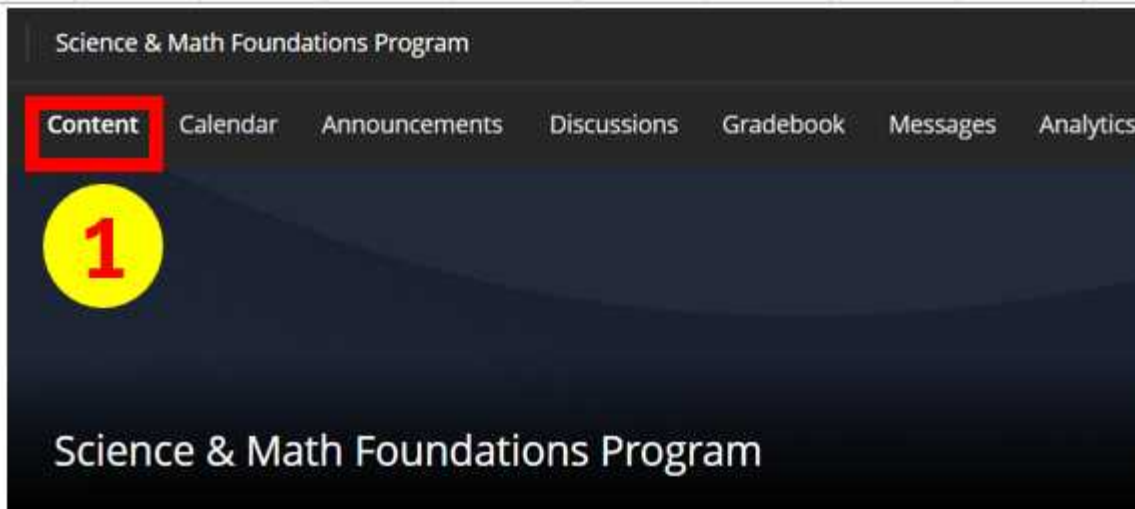 Science & Math Foundations Program
Content Calendar Announcements Discussions Gradebook Messages Analytics
1
Science & Math Foundations Program